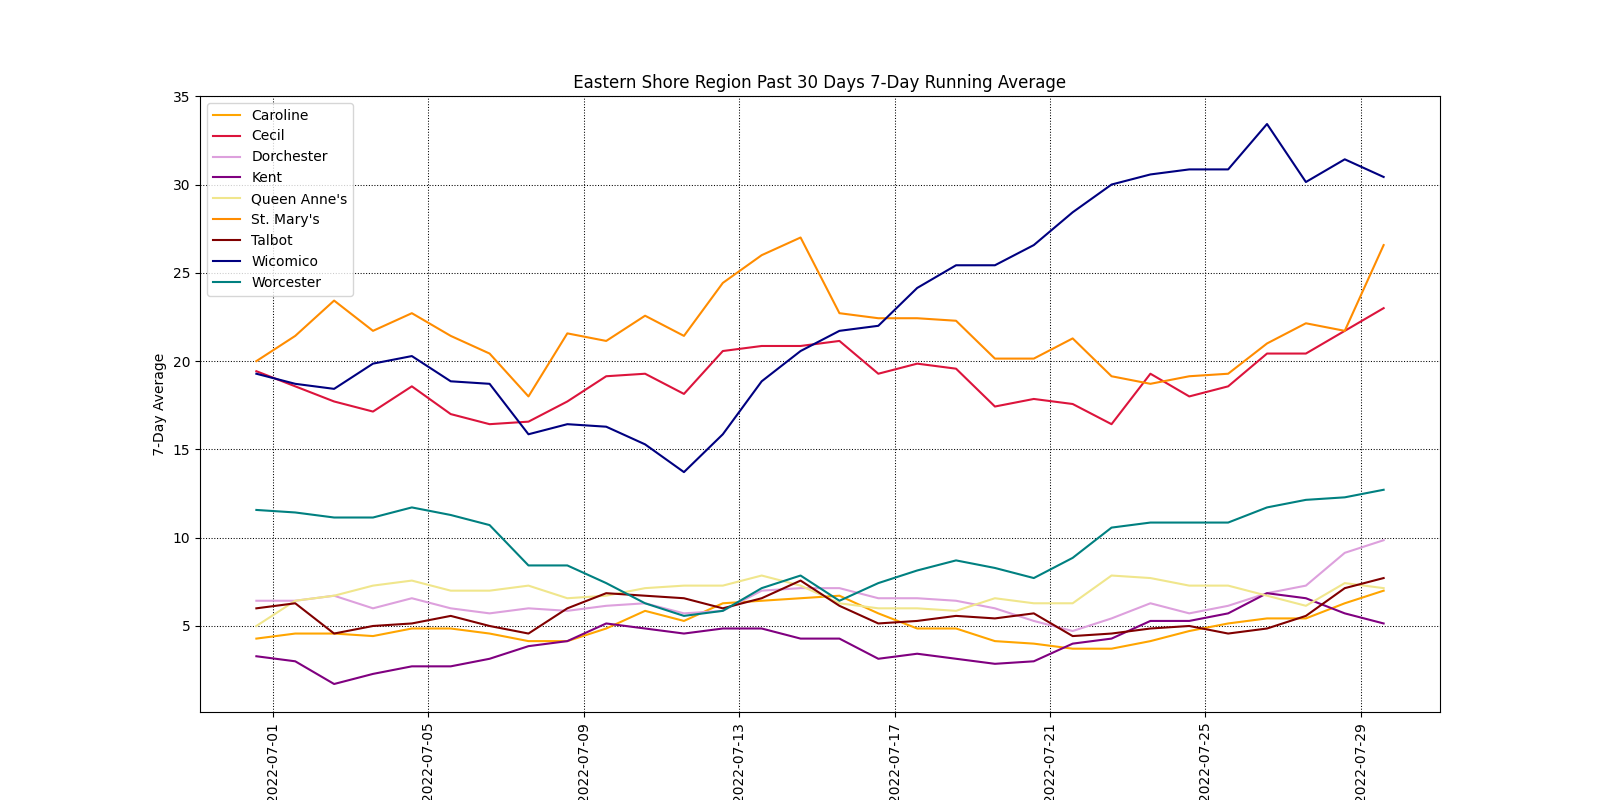 Eastern Shore Region Past 30 Days 7-Day Running Average
35
30
25
20
15
10
5
7-Day Average
Caroline
Cecil
Dorchester
Kent
Queen Anne's
St. Mary's
Talbot
Wicomico
Worcester
2022-07-01
2022-07-05
2022-07-09
2022-07-13
2022-07-17
2022-07-21
2022-07-25
2022-07-29